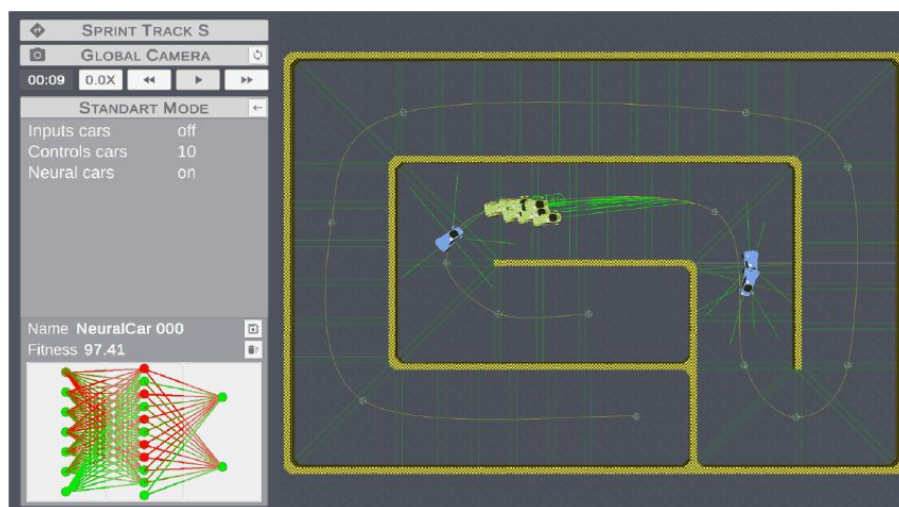 Sprint Track S
Global Camera
00:09 0.0X
Standart Mode
Inputs cars off
Controls cars 10
Neural cars on
Name NeuralCar 000
Fitness 97.41